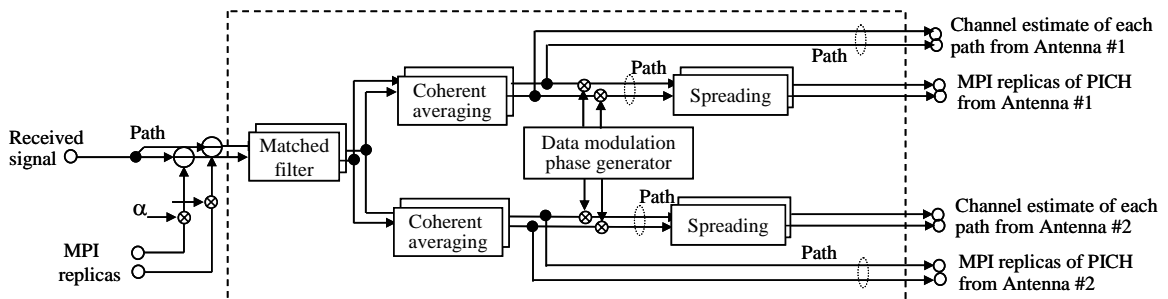 Channel estimate of each
path from Antenna #1
Path
Path
MPI replicas of PICH
from Antenna #1
Coherent
averaging
Spreading
Received
signal
Path
Matched
filter
Data modulation
phase generator
α
Path
Channel estimate of each
path from Antenna #2
Coherent
averaging
Spreading
MPI
replicas
Path
MPI replicas of PICH
from Antenna #2